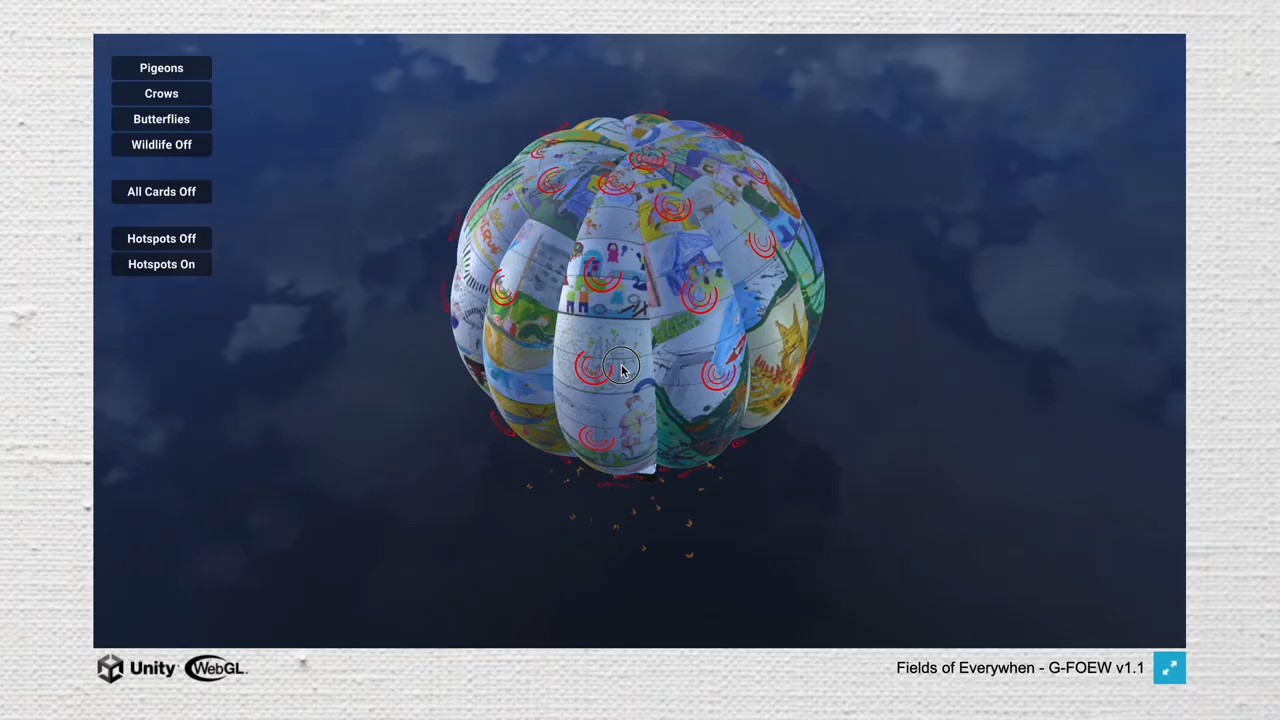 Pigeons
Crows
Butterflies
Wildlife Off
All Cards Off
Hotspots Off
Hotspots On
Unity WebGL
Fields of Everywhen - G-FOEW v1.1